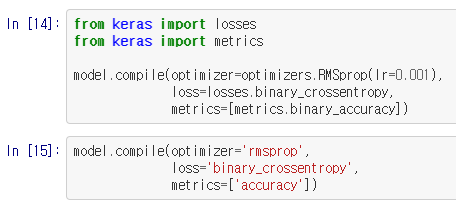 In [14]: from keras import losses
from keras import metrics
model.compile(optimizer=optimizers.RMSprop(lr=0.001),
loss=losses.binary_crossentropy,
metrics=[metrics.binary_accuracy])
In [15]: model.compile(optimizer='rmsprop',
loss='binary_crossentropy',
metrics=['accuracy'])